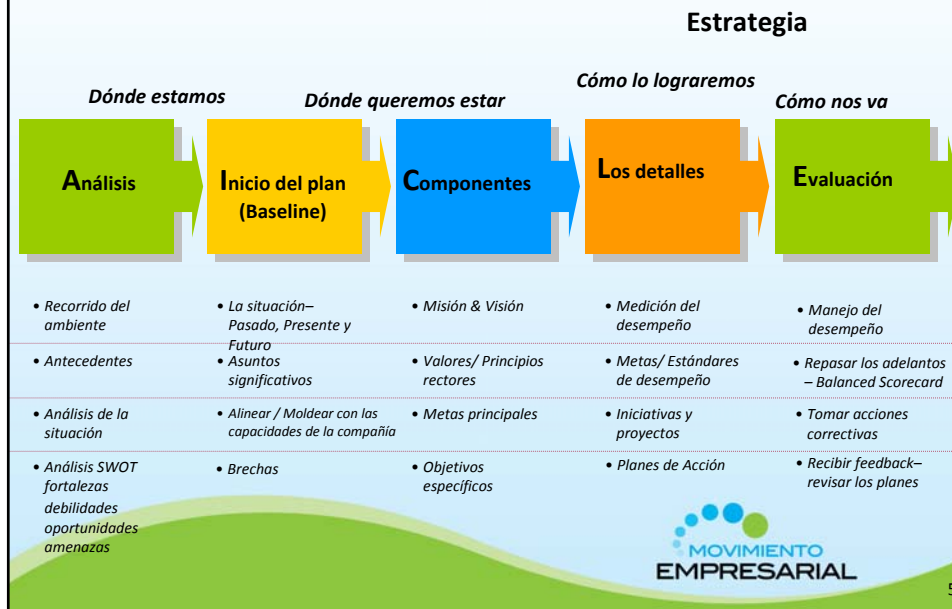 Estrategia
Dónde estamos
Dónde queremos estar
Cómo lo lograremos
Cómo nos va
Análisis
Inicio del plan
(Baseline)
Componentes
Los detalles
Evaluación
• Recorrido del
ambiente
• La situación–
Pasado, Presente y
Futuro
• Misión & Visión
• Medición del
desempeño
• Manejo del
desempeño
• Antecedentes
• Asuntos
significativos
• Valores/ Principios
rectores
• Metas/ Estándares
de desempeño
• Repasar los adelantos
– Balanced Scorecard
• Análisis de la
situación
• Alinear / Moldear con las
capacidades de la compañía
• Metas principales
• Iniciativas y
proyectos
• Tomar acciones
correctivas
• Análisis SWOT
fortalezas
debilidades
oportunidades
amenazas
• Brechas
• Objetivos
específicos
• Planes de Acción
• Recibir feedback–
revisar los planes
MOVIMIENTO
EMPRESARIAL
5